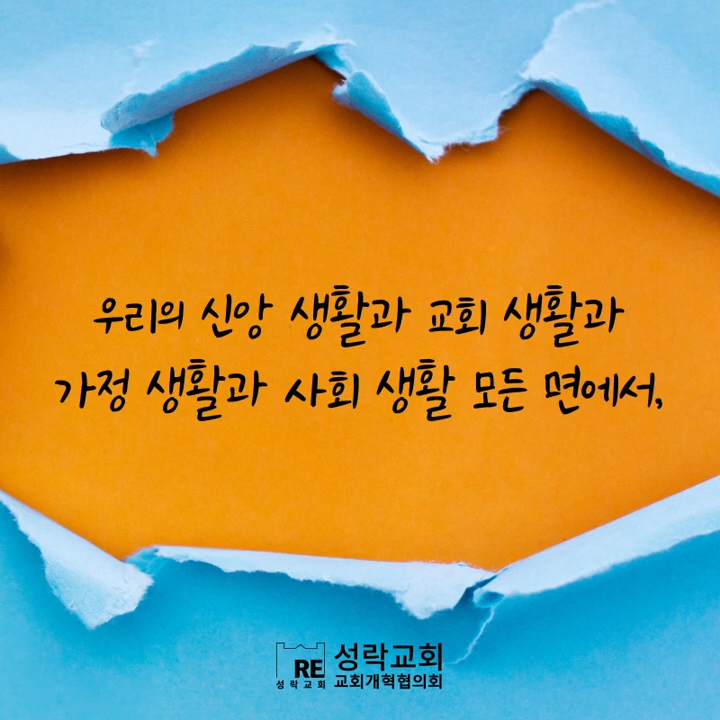 우리의 신앙 생활과 교회 생활과
가정 생활과 사회 생활 모든 면에서,
RE
성락교회
성락교회
교회개혁협의회